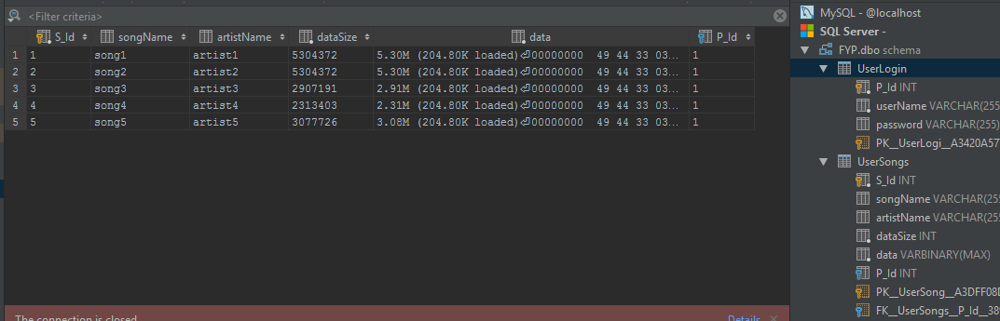 <Filter criteria>
S_Id songName artistName dataSize data P_Id
1 1 song1 artist1 5304372 5.30M (204.80K loaded)⏎00000000 49 44 33 03... 1
2 2 song2 artist2 5304372 5.30M (204.80K loaded)⏎00000000 49 44 33 03... 1
3 3 song3 artist3 2907191 2.91M (204.80K loaded)⏎00000000 49 44 33 03... 1
4 4 song4 artist4 2313403 2.31M (204.80K loaded)⏎00000000 49 44 33 03... 1
5 5 song5 artist5 3077726 3.08M (204.80K loaded)⏎00000000 49 44 33 03... 1
The connection is closed
Details
MySQL - @localhost
SQL Server -
FYP.dbo schema
UserLogin
P_Id INT
userName VARCHAR(255
password VARCHAR(255)
PK__UserLogi__A3420A57
UserSongs
S_Id INT
songName VARCHAR(255
artistName VARCHAR(255
dataSize INT
data VARBINARY(MAX)
P_Id INT
PK__UserSong__A3DFF08D
FK__UserSongs__P_Id__38